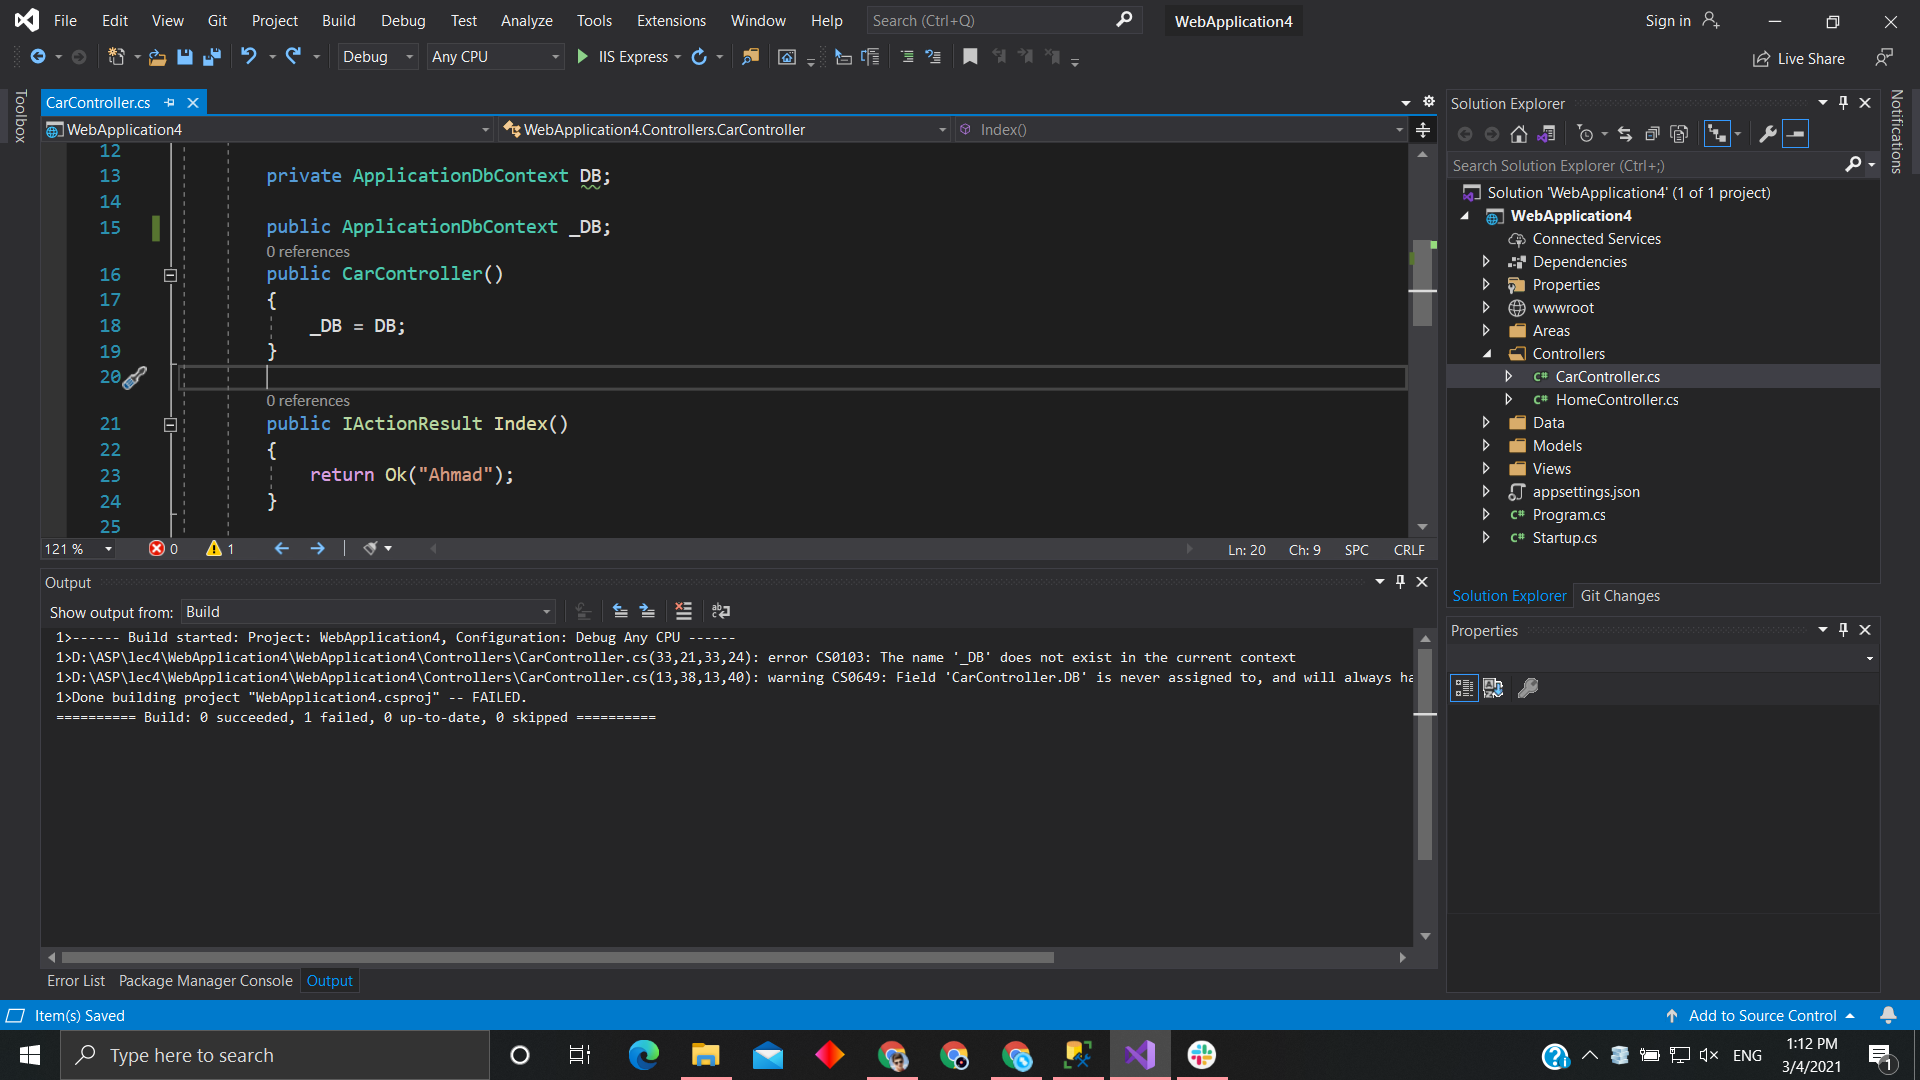 File Edit View Git Project Build Debug Test Analyze Tools Extensions Window Help Search (Ctrl+Q) WebApplication4 Sign in
Debug Any CPU IIS Express Live Share
Toolbox
CarController.cs
WebApplication4 WebApplication4.Controllers.CarController Index()
12
13 private ApplicationDbContext DB;
14
15 public ApplicationDbContext _DB;
0 references
16 public CarController()
17 {
18 _DB = DB;
19 }
20
0 references
21 public IActionResult Index()
22 {
23 return Ok("Ahmad");
24 }
25
121 % 0 1 Ln: 20 Ch: 9 SPC CRLF
Output
Show output from: Build
1>------ Build started: Project: WebApplication4, Configuration: Debug Any CPU ------
1>D:\ASP\lec4\WebApplication4\WebApplication4\Controllers\CarController.cs(33,21,33,24): error CS0103: The name '_DB' does not exist in the current context
1>D:\ASP\lec4\WebApplication4\WebApplication4\Controllers\CarController.cs(13,38,13,40): warning CS0649: Field 'CarController.DB' is never assigned to, and will always ha
1>Done building project "WebApplication4.csproj" -- FAILED.
========== Build: 0 succeeded, 1 failed, 0 up-to-date, 0 skipped ==========
Error List Package Manager Console Output
Solution Explorer
Search Solution Explorer (Ctrl+;)
Solution 'WebApplication4' (1 of 1 project)
WebApplication4
Connected Services
Dependencies
Properties
wwwroot
Areas
Controllers
C# CarController.cs
C# HomeController.cs
Data
Models
Views
appsettings.json
C# Program.cs
C# Startup.cs
Solution Explorer Git Changes
Properties
Notifications
Item(s) Saved Add to Source Control
Type here to search ENG 1:12 PM
3/4/2021 1